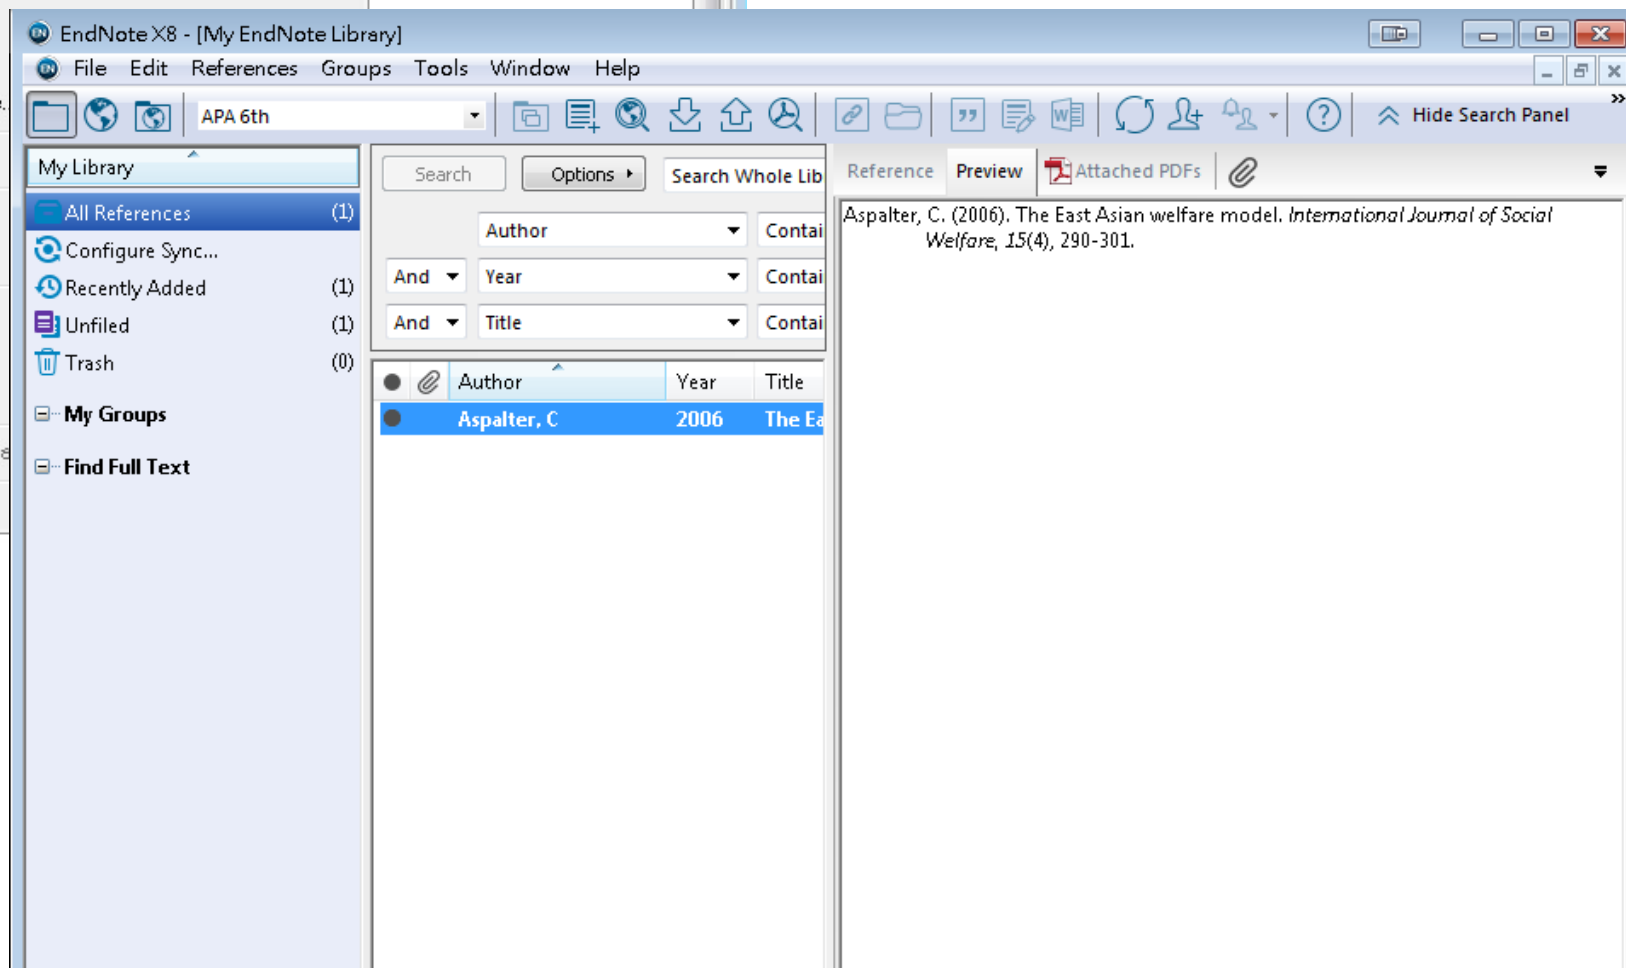 EndNote X8 - [My EndNote Library]
File Edit References Groups Tools Window Help
APA 6th
Hide Search Panel
My Library
All References (1)
Configure Sync...
Recently Added (1)
Unfiled (1)
Trash (0)
My Groups
Find Full Text
Search Options Search Whole Lib
Author Contai
And Year Contai
And Title Contai
Author Year Title
Aspalter, C 2006 The Ea
Reference Preview Attached PDFs
Aspalter, C. (2006). The East Asian welfare model. International Journal of Social
Welfare, 15(4), 290-301.